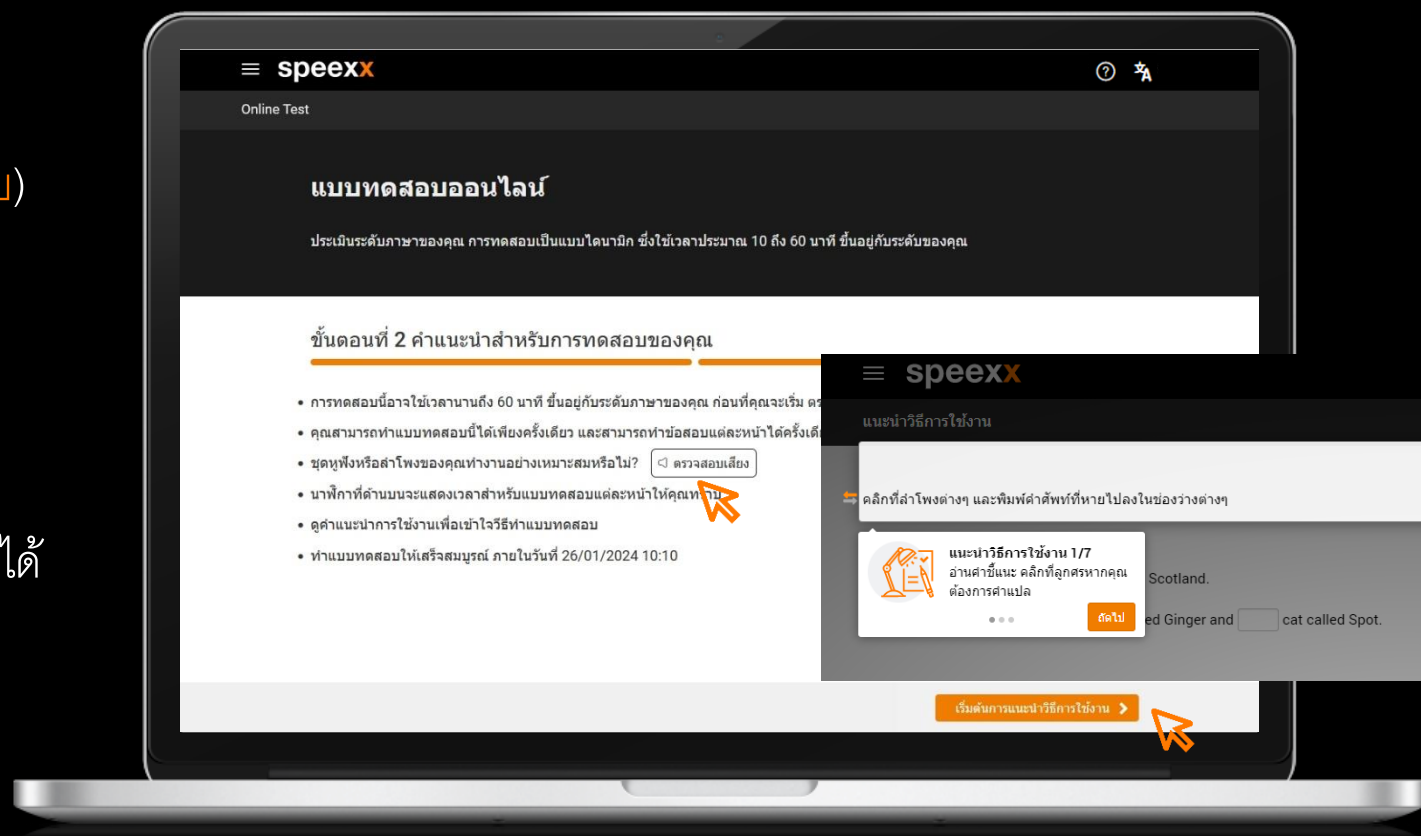 speexx
Online Test
แบบทดสอบออนไลน์
ประเมินระดับภาษาของคุณ การทดสอบเป็นแบบไดนามิก ซึ่งใช้เวลาประมาณ 10 ถึง 60 นาที ขึ้นอยู่กับระดับของคุณ
ขั้นตอนที่ 2 คำแนะนำสำหรับการทดสอบของคุณ
• การทดสอบนี้อาจใช้เวลานานถึง 60 นาที ขึ้นอยู่กับระดับภาษาของคุณ ก่อนที่คุณจะเริ่ม
• คุณสามารถทำแบบทดสอบนี้ได้เพียงครั้งเดียว และสามารถทำข้อสอบแต่ละหน้าได้
• ชุดหูฟังหรือลำโพงของคุณทำงานอย่างเหมาะสมหรือไม่? ตรวจสอบเสียง
• นาฬิกาที่ด้านบนจะแสดงเวลาสำหรับแบบทดสอบแต่ละหน้าให้คุณทราบ
• ดูคำแนะนำการใช้งานเพื่อเข้าใจวิธีทำแบบทดสอบ
• ทำแบบทดสอบให้เสร็จสมบูรณ์ ภายในวันที่ 26/01/2024 10:10
เริ่มต้นการแนะนำวิธีการใช้งาน
speexx
แนะนำวิธีการใช้งาน
คลิกที่ลำโพงต่างๆ และพิมพ์คำศัพท์ที่หายไปลงในช่องว่างต่างๆ
แนะนำวิธีการใช้งาน 1/7
อ่านคำชี้แนะ คลิกที่ลูกศรหากคุณ
ต้องการคำแปล
ถัดไป
Scotland.
ed Ginger and cat called Spot.
ได้